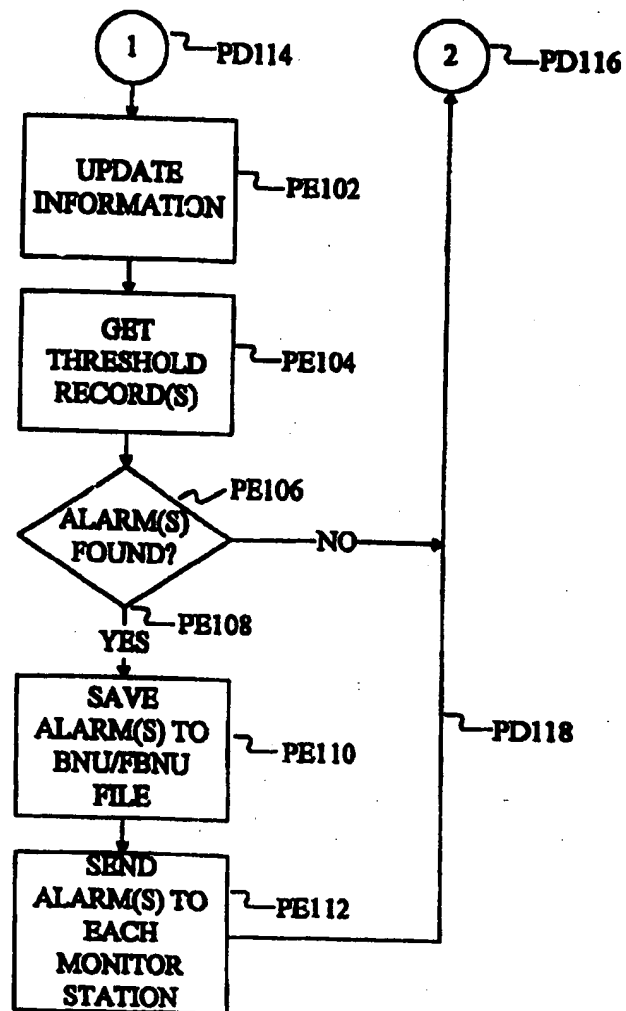 1
PD114
2
PD116
UPDATE
INFORMATION
PE102
GET
THRESHOLD
RECORD(S)
PE104
PE106
ALARM(S)
FOUND?
NO
PE108
YES
SAVE
ALARM(S) TO
BNU/FBNU
FILE
PE110
PD118
SEND
ALARM(S) TO
EACH
MONITOR
STATION
PE112